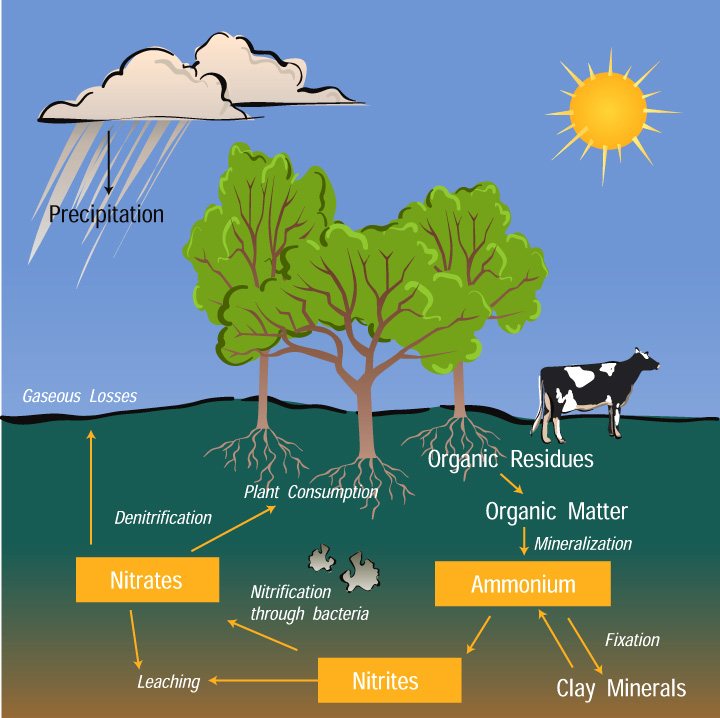 Precipitation
Gaseous Losses
Organic Residues
Plant Consumption
Organic Matter
Denitrification
Mineralization
Nitrates
Nitrification
through bacteria
Ammonium
Fixation
Leaching
Nitrites
Clay Minerals